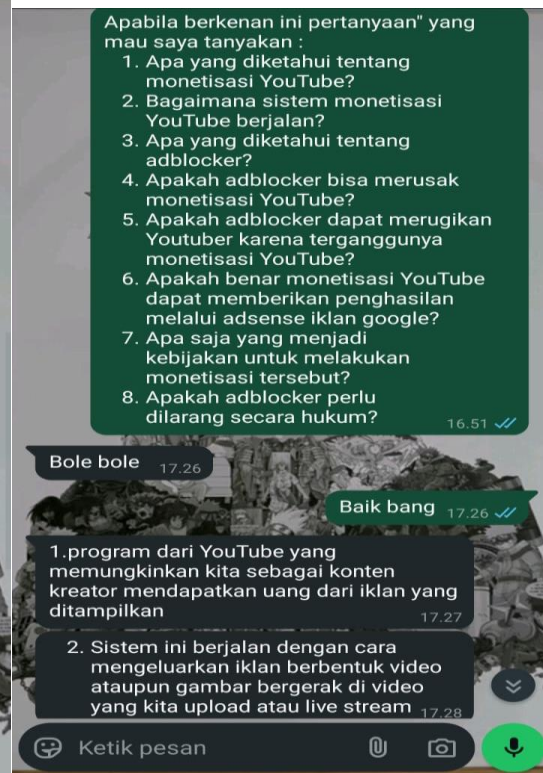 Apabila berkenan ini pertanyaan" yang
mau saya tanyakan :
1. Apa yang diketahui tentang
monetisasi YouTube?
2. Bagaimana sistem monetisasi
YouTube berjalan?
3. Apa yang diketahui tentang
adblocker?
4. Apakah adblocker bisa merusak
monetisasi YouTube?
5. Apakah adblocker dapat merugikan
Youtuber karena terganggunya
monetisasi YouTube?
6. Apakah benar monetisasi YouTube
dapat memberikan penghasilan
melalui adsense iklan google?
7. Apa saja yang menjadi
kebijakan untuk melakukan
monetisasi tersebut?
8. Apakah adblocker perlu
dilarang secara hukum?
16.51
Bole bole 17.26
Baik bang 17.26
1.program dari YouTube yang
memungkinkan kita sebagai konten
kreator mendapatkan uang dari iklan yang
ditampilkan
17.27
2. Sistem ini berjalan dengan cara
mengeluarkan iklan berbentuk video
ataupun gambar bergerak di video
yang kita upload atau live stream 17.28
Ketik pesan